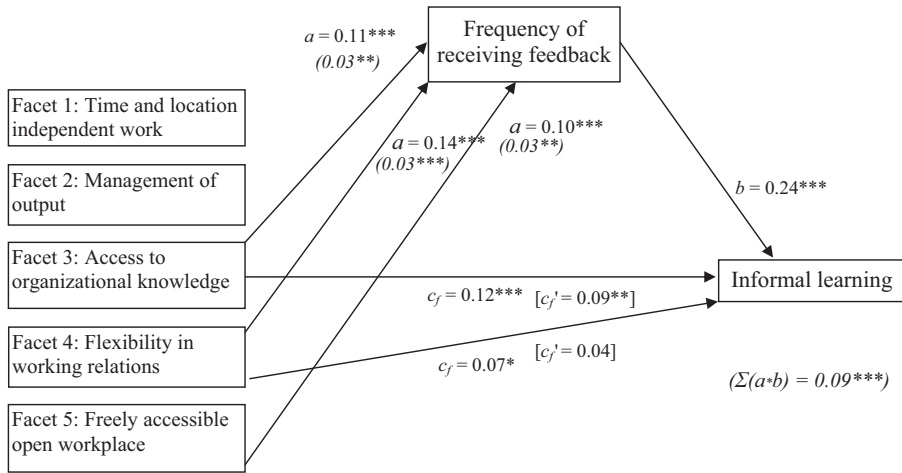 Frequency of
receiving feedback
a = 0.11***
(0.03**)
Facet 1: Time and location
independent work
a = 0.14***
(0.03***)
a = 0.10***
(0.03**)
Facet 2: Management of
output
b = 0.24***
Facet 3: Access to
organizational knowledge
Informal learning
c_f = 0.12*** [c_f' = 0.09**]
Facet 4: Flexibility in
working relations
c_f = 0.07* [c_f' = 0.04]
(Σ(a*b) = 0.09***)
Facet 5: Freely accessible
open workplace